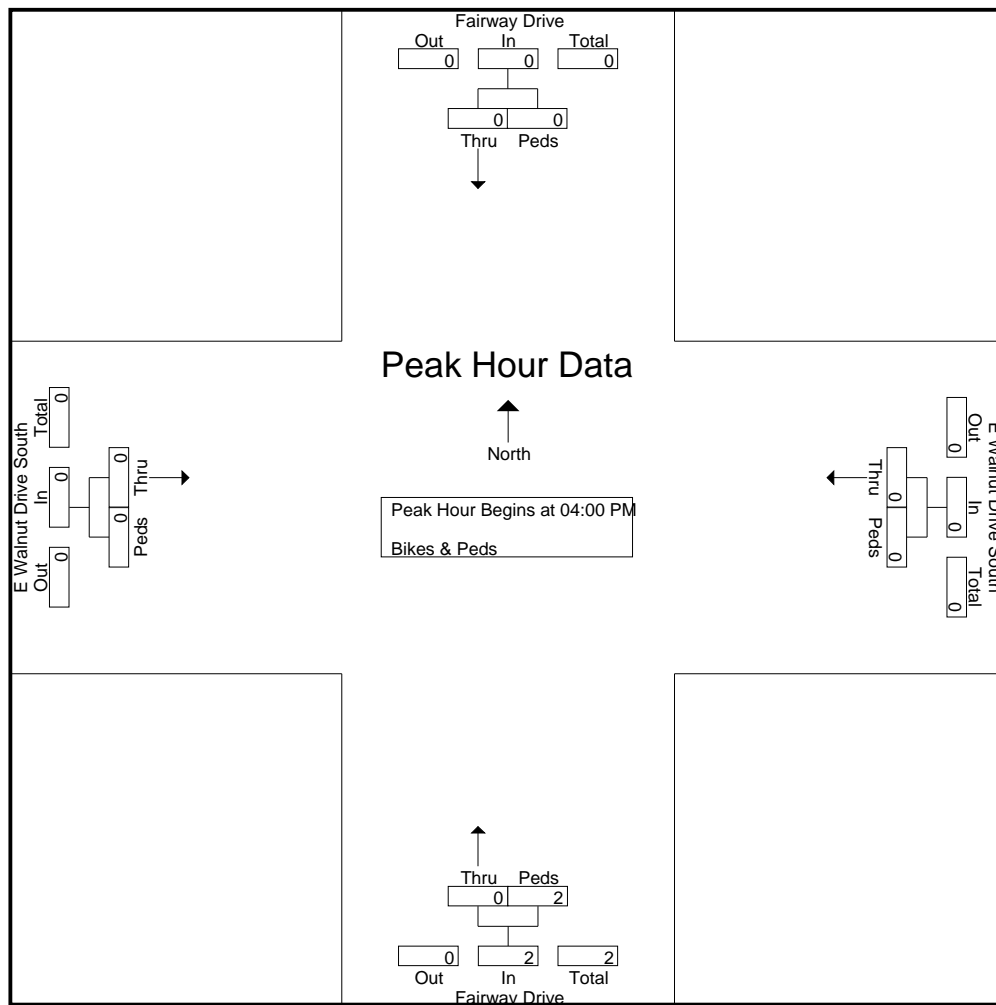 Fairway Drive
Out In Total
0 0 0
0 0
Thru Peds
Peak Hour Data
North
Peak Hour Begins at 04:00 PM
Bikes & Peds
E Walnut Drive South
Out In Total
0 0 0
0 0
Thru Peds
E Walnut Drive South
Out In Total
0 0 0
0 0
Thru Peds
Thru Peds
0 2
0 2 2
Out In Total
Fairway Drive